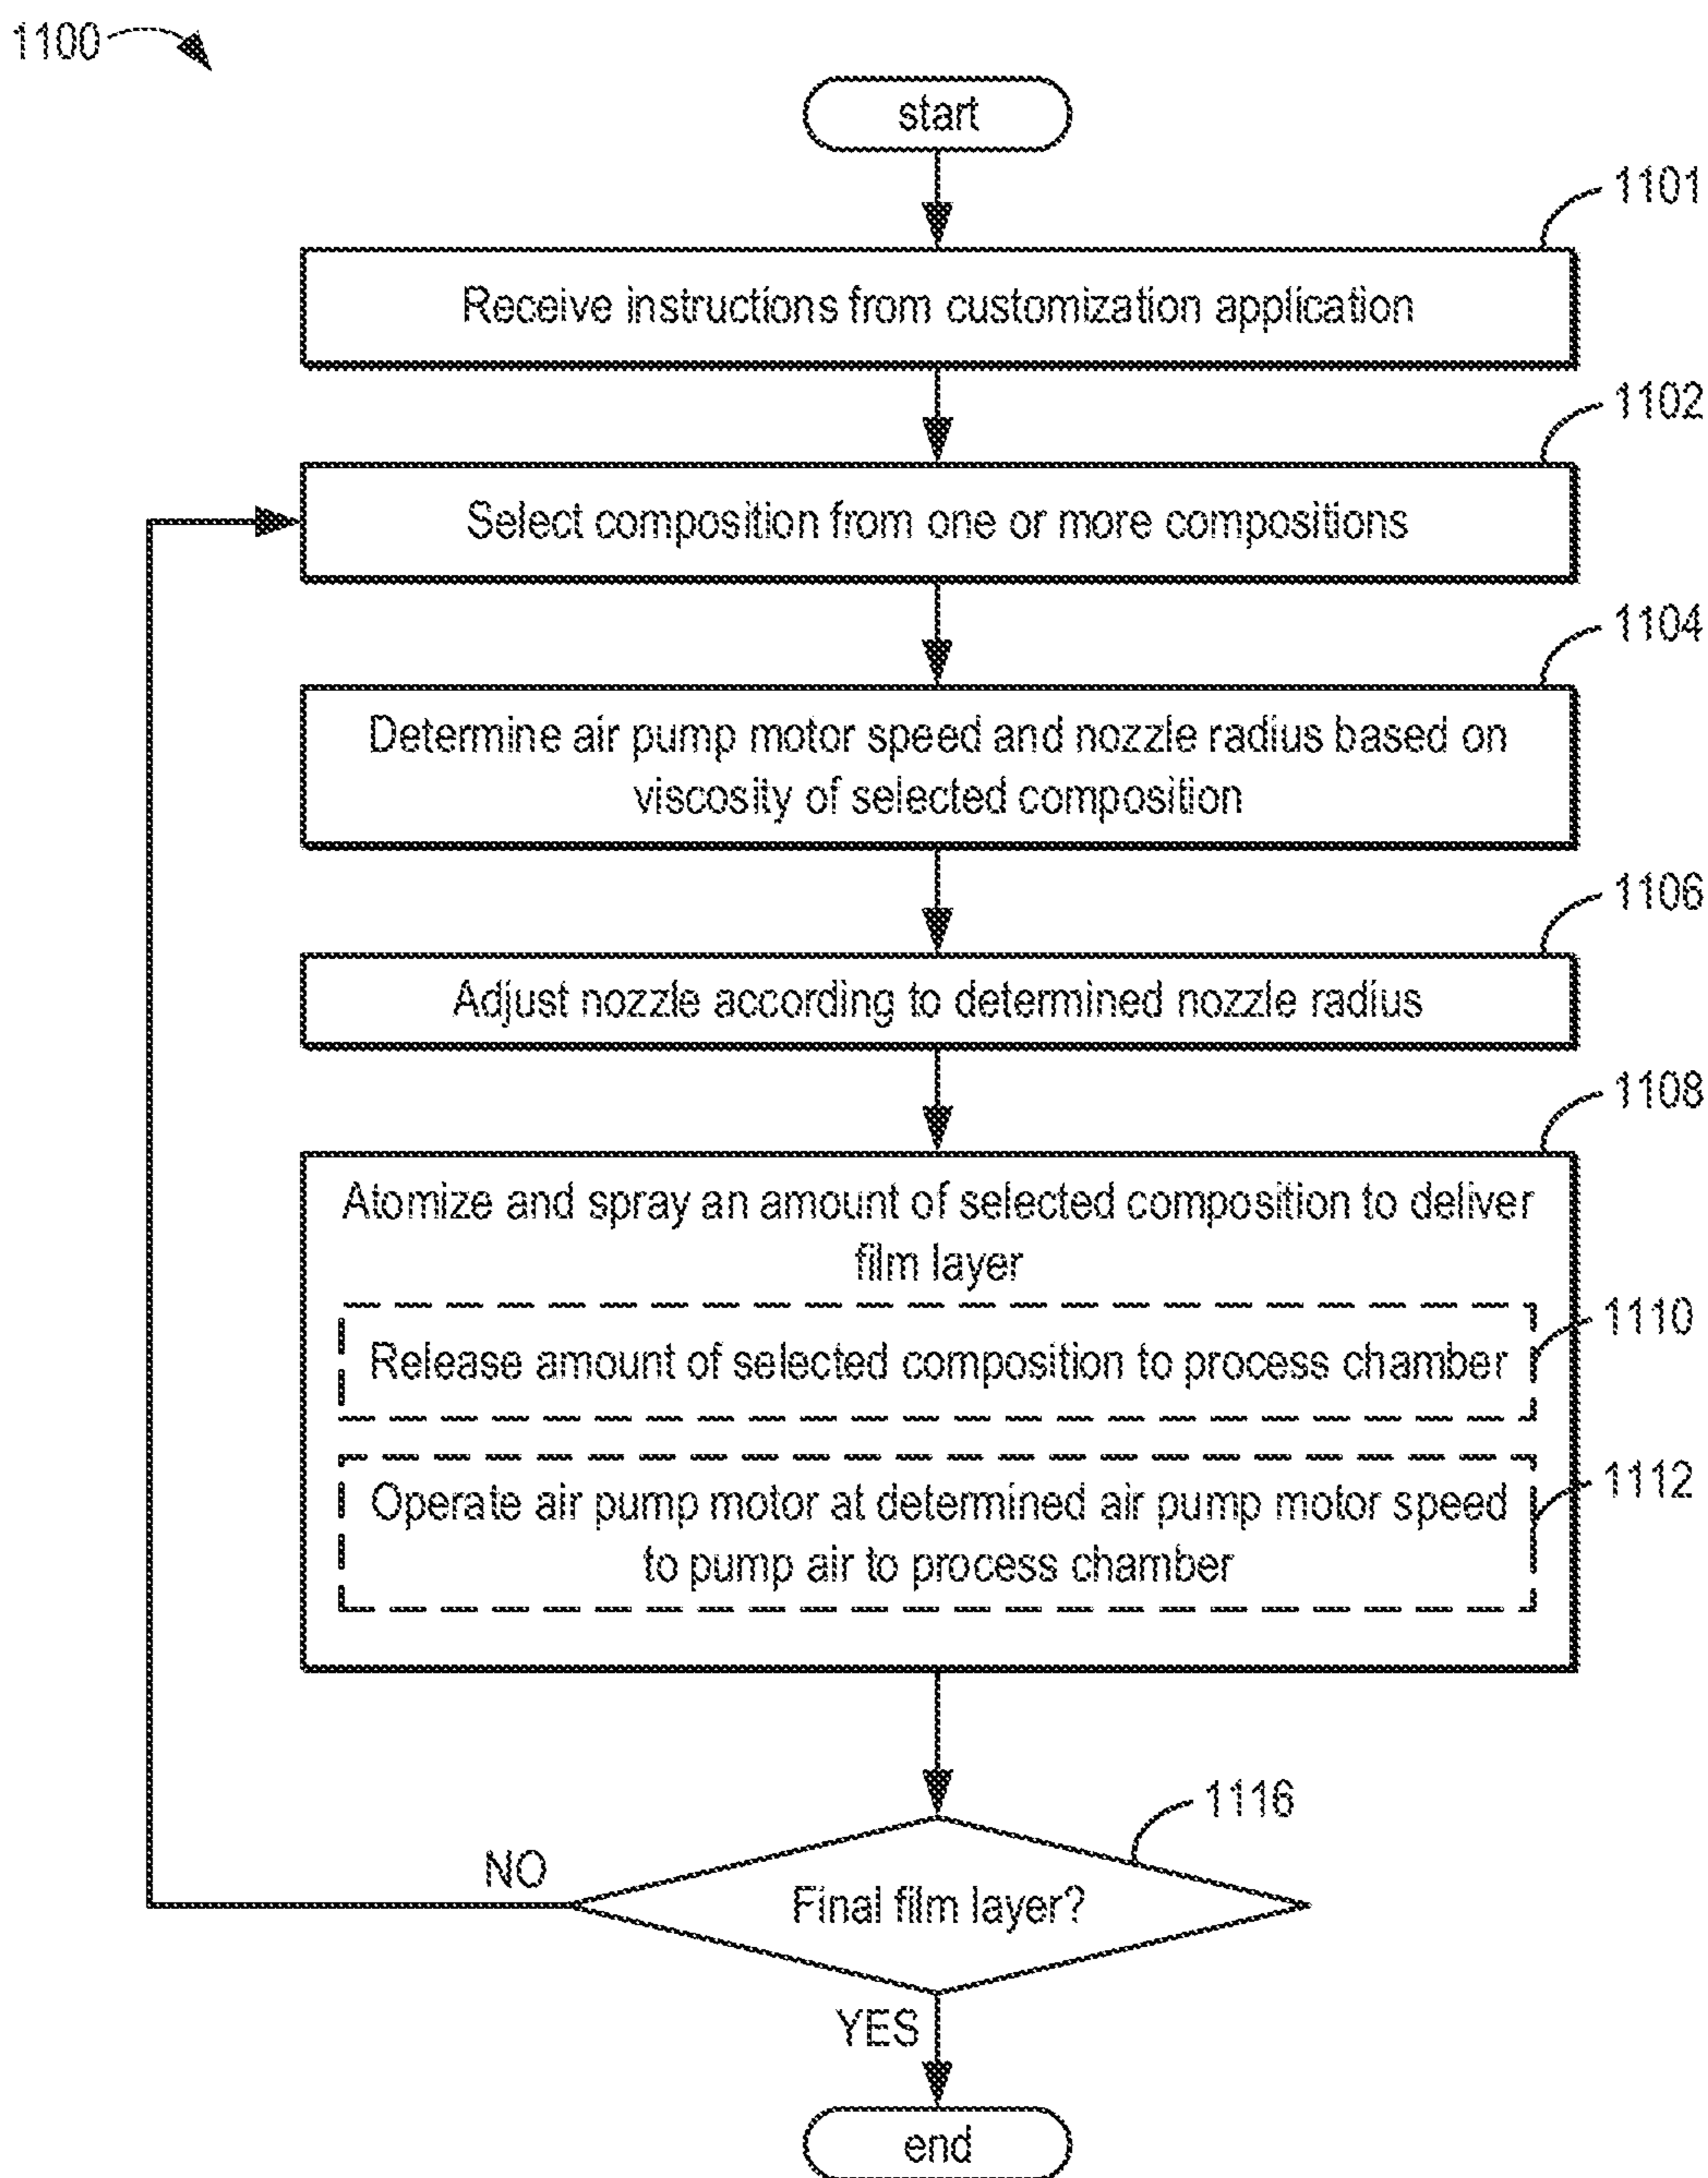 1100
start
1101
Receive instructions from customization application
1102
Select composition from one or more compositions
1104
Determine air pump motor speed and nozzle radius based on
viscosity of selected composition
1106
Adjust nozzle according to determined nozzle radius
1108
Atomize and spray an amount of selected composition to deliver
film layer
1110
Release amount of selected composition to process chamber
1112
Operate air pump motor at determined air pump motor speed
to pump air to process chamber
1116
NO
Final film layer?
YES
end